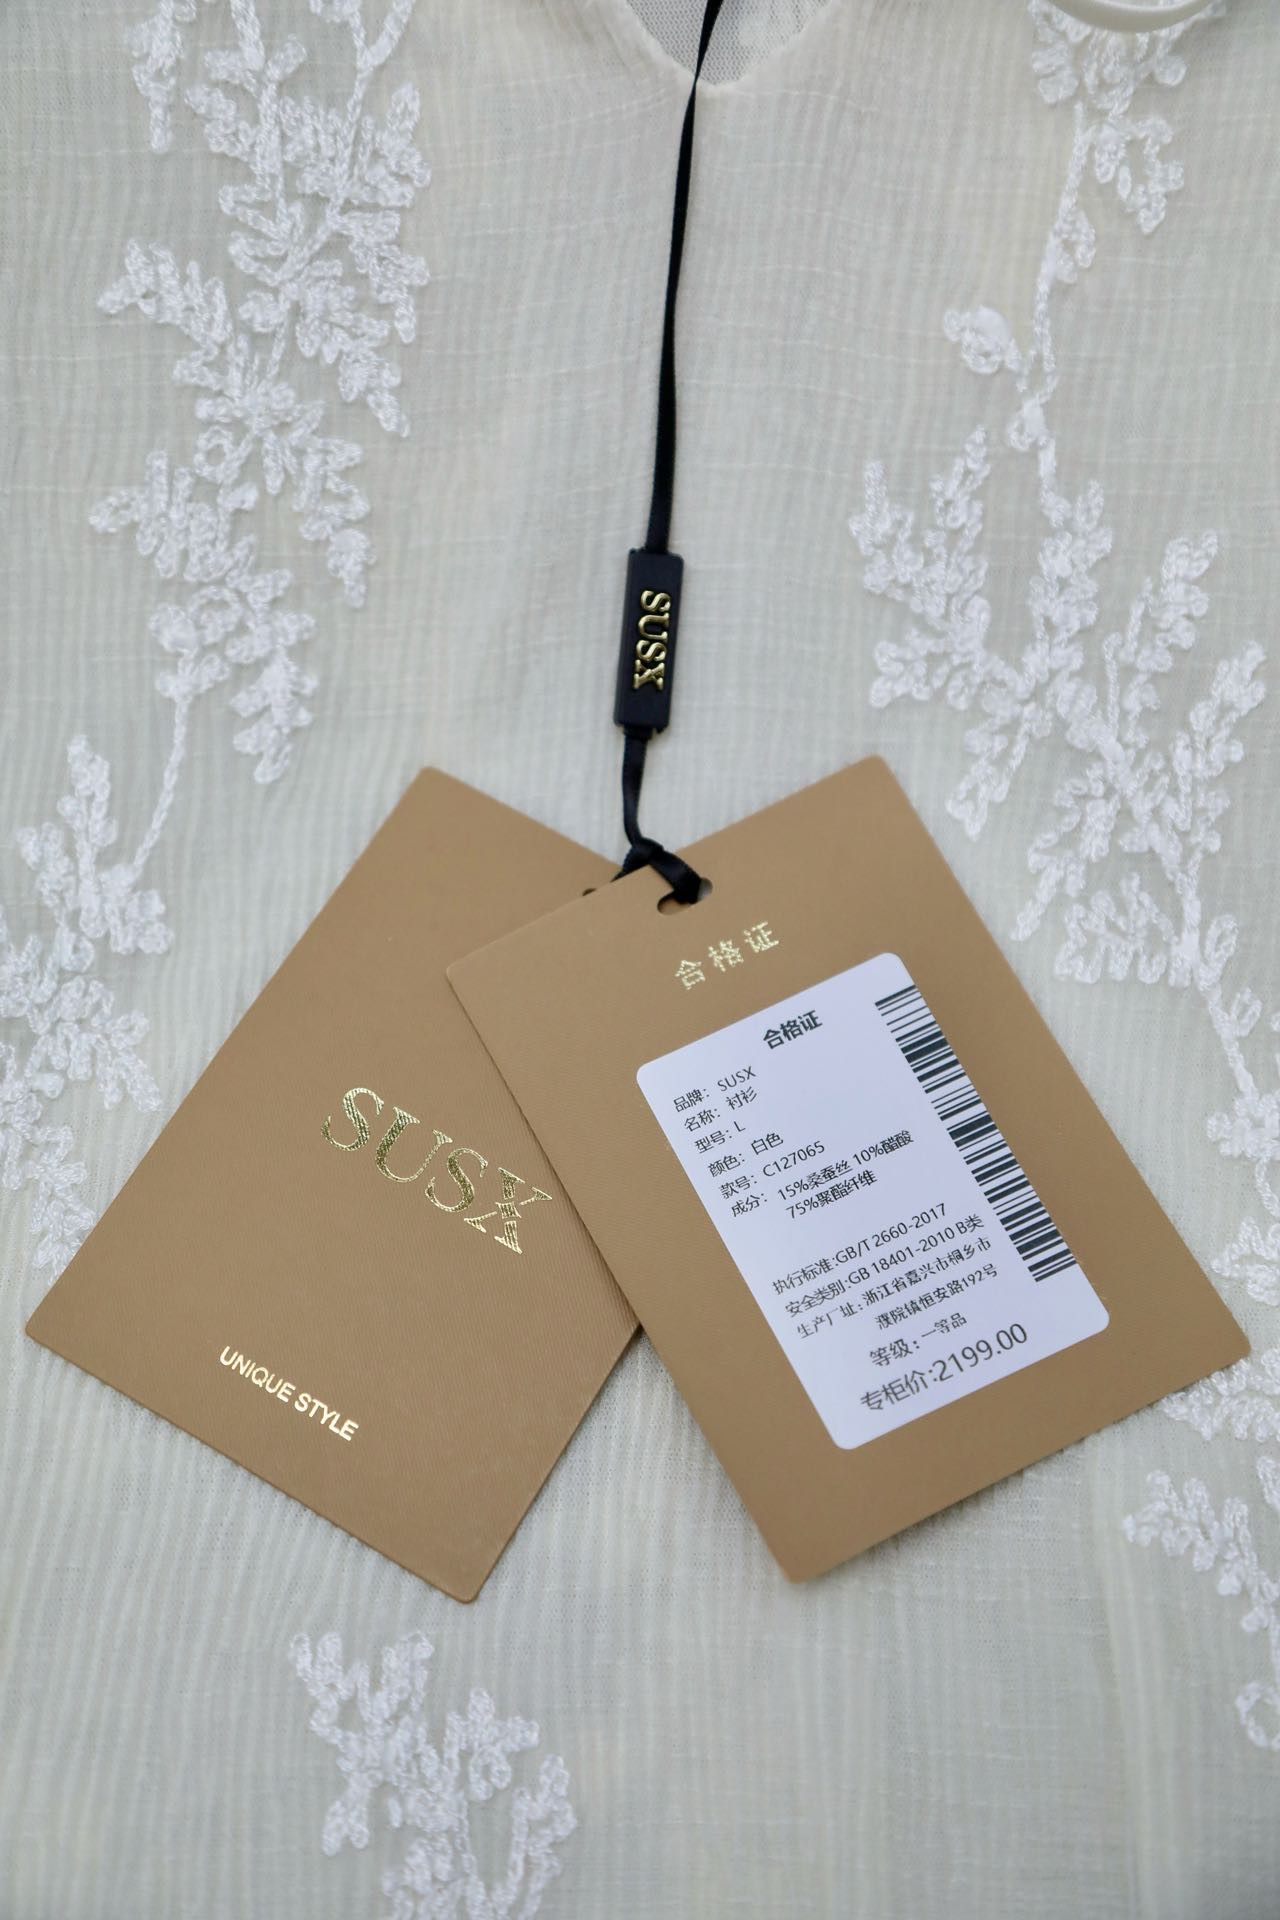 SUSX
SUSX
UNIQUE STYLE
合格证
合格证
品牌：SUSX
名称：衬衫
型号：L
颜色：白色
款号：C127065
成分：15%桑蚕丝 10%醋酸
75%聚酯纤维
执行标准:GB/T 2660-2017
安全类别:GB 18401-2010 B类
生产厂址：浙江省嘉兴市桐乡市
濮院镇恒安路192号
等级：一等品
专柜价:2199.00